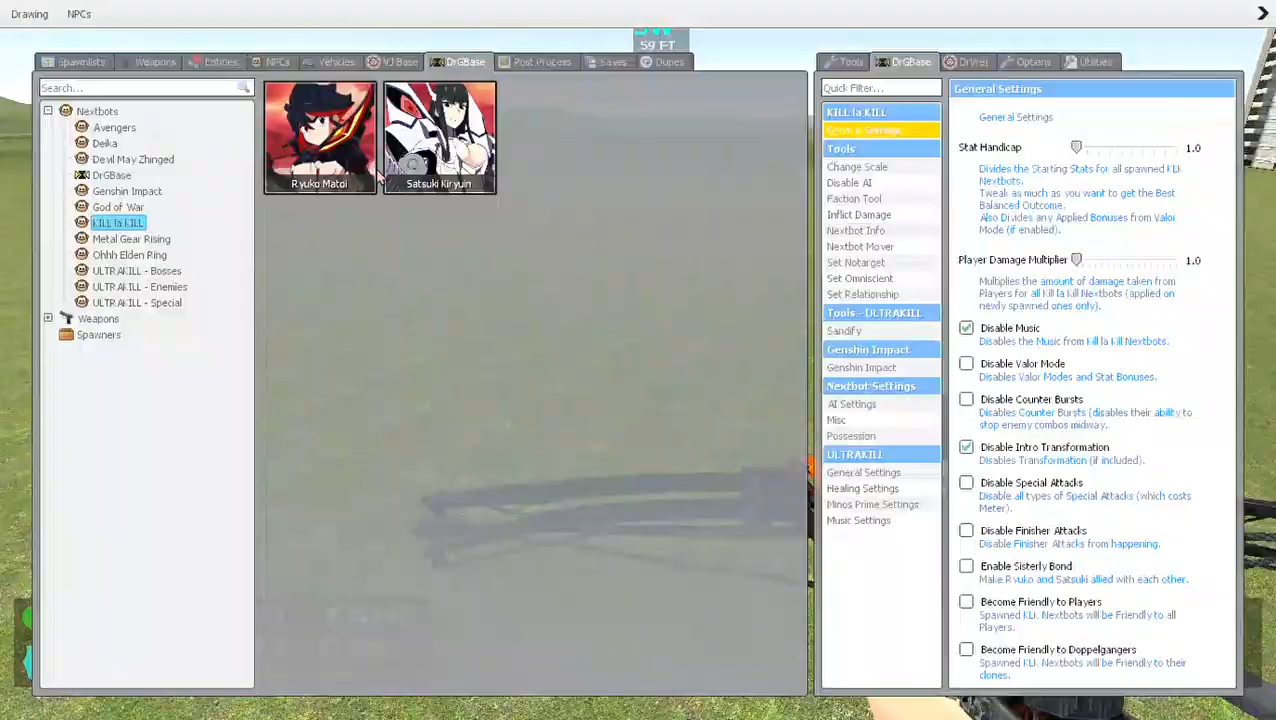 Drawing NPCs
59 FT
Spawnlists Weapons Entities NPCs Vehicles VJ Base DrGBase Post Process Saves Dupes
Search...
Nextbots
Avengers
Deika
Devil May Zhinged
DrGBase
Genshin Impact
God of War
KILL la KILL
Metal Gear Rising
Ohhh Elden Ring
ULTRAKILL - Bosses
ULTRAKILL - Enemies
ULTRAKILL - Special
Weapons
Spawners
Ryuko Matoi
Satsuki Kiryuin
Tools DrGBase DrVrej Options Utilities
Quick Filter...
KILL la KILL
General Settings
Tools
Change Scale
Disable AI
Faction Tool
Inflict Damage
Nextbot Info
Nextbot Mover
Set Notarget
Set Omniscient
Set Relationship
Tools - ULTRAKILL
Sandify
Genshin Impact
Genshin Impact
Nextbot Settings
AI Settings
Misc
Possession
ULTRAKILL
General Settings
Healing Settings
Minos Prime Settings
Music Settings
General Settings
General Settings
Stat Handicap 1.0
Divides the Starting Stats for all spawned KLK
Nextbots.
Tweak as much as you want to get the Best
Balanced Outcome.
Also Divides any Applied Bonuses from Valor
Mode (if enabled).
Player Damage Multiplier 1.0
Multiplies the amount of damage taken from
Players for all Kill la Kill Nextbots (applied on
newly spawned ones only).
Disable Music
Disables the Music from Kill la Kill Nextbots.
Disable Valor Mode
Disables Valor Modes and Stat Bonuses.
Disable Counter Bursts
Disables Counter Bursts (disables their ability to
stop enemy combos midway.
Disable Intro Transformation
Disables Transformation (if included).
Disable Special Attacks
Disable all types of Special Attacks (which costs
Meter).
Disable Finisher Attacks
Disable Finisher Attacks from happening.
Enable Sisterly Bond
Make Ryuko and Satsuki allied with each other.
Become Friendly to Players
Spawned KLK Nextbots will be Friendly to all
Players.
Become Friendly to Doppelgangers
Spawned KLK Nextbots will be Friendly to their
clones.